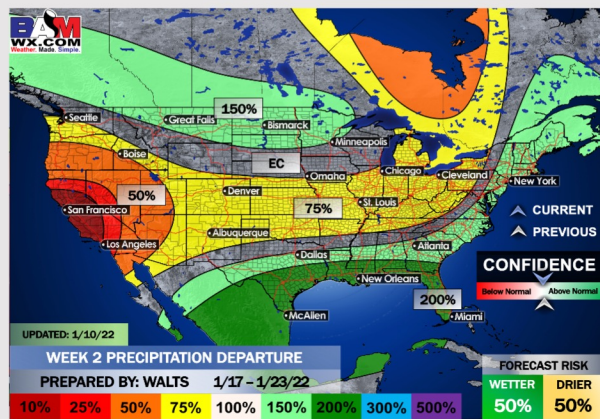 BAM
WX.COM
Weather. Made. Simple.
Seattle
Great Falls
150%
Bismarck
Minneapolis
Boise
EC
Omaha
Chicago
Cleveland
New York
50%
Denver
San Francisco
75%
St. Louis
CURRENT
PREVIOUS
Albuquerque
Los Angeles
Dallas
Atlanta
CONFIDENCE
Below Normal
Above Normal
New Orleans
200%
McAllen
Miami
UPDATED: 1/10/22
WEEK 2 PRECIPITATION DEPARTURE
PREPARED BY: WALTS 1/17 - 1/23/22
FORECAST RISK
WETTER DRIER
50% 50%
10% 25% 50% 75% 100% 150% 200% 300% 500%